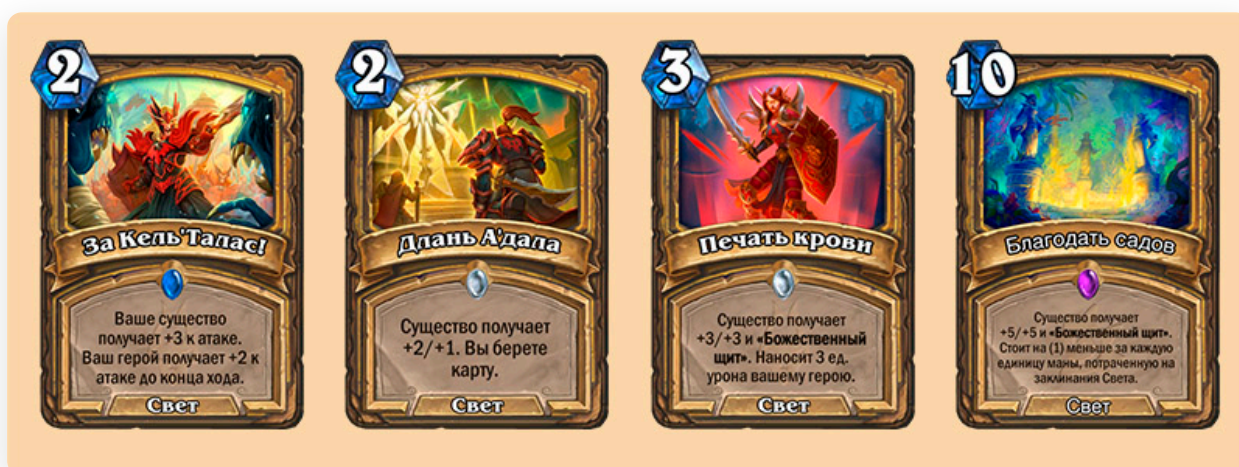 2
За Кель'Талас!
Ваше существо
получает +3 к атаке.
Ваш герой получает +2 к
атаке до конца хода.
Свет
2
Длань А'дала
Существо получает
+2/+1. Вы берете
карту.
Свет
3
Печать крови
Существо получает
+3/+3 и «Божественный
щит». Наносит 3 ед.
урона вашему герою.
Свет
10
Благодать садов
Существо получает
+5/+5 и «Божественный щит».
Стоит на (1) меньше за каждую
единицу маны, потраченную на
заклинания Света.
Свет